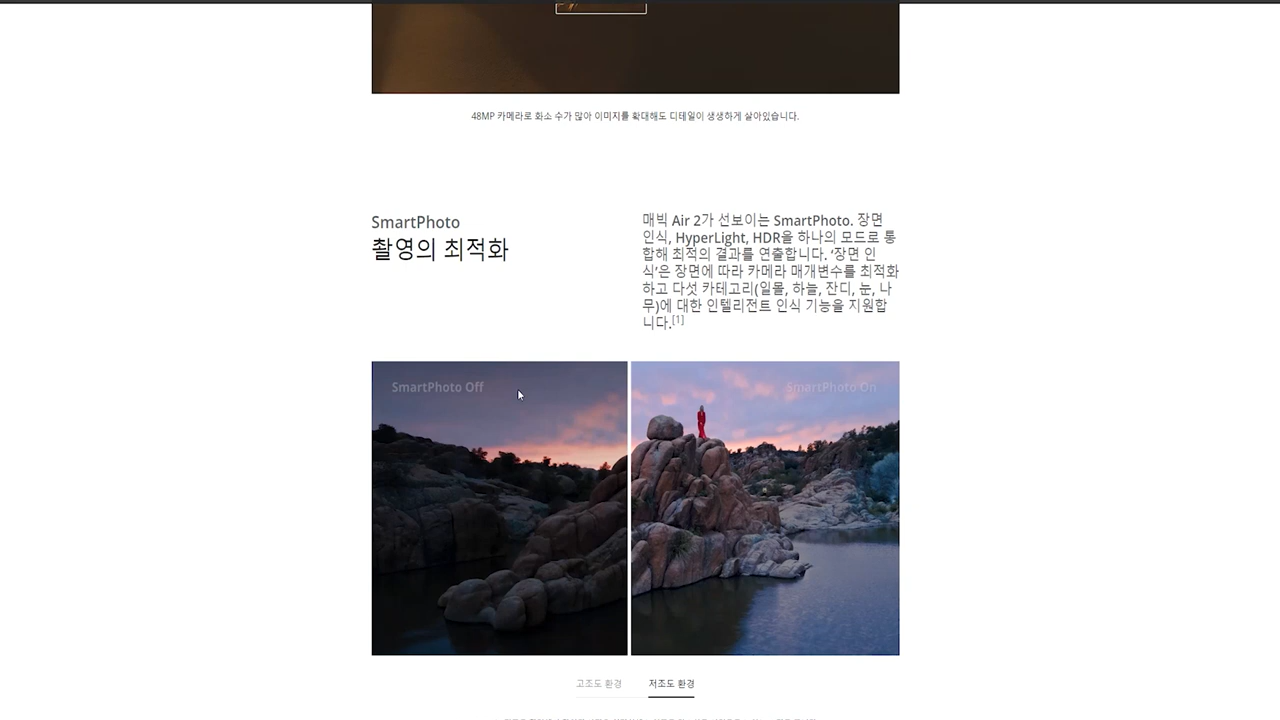 48MP 카메라로 화소 수가 많아 이미지를 확대해도 디테일이 생생하게 살아있습니다.
SmartPhoto
촬영의 최적화
매빅 Air 2가 선보이는 SmartPhoto. 장면
인식, HyperLight, HDR을 하나의 모드로 통
합해 최적의 결과를 연출합니다. ‘장면 인
식’은 장면에 따라 카메라 매개변수를 최적화
하고 다섯 카테고리(일몰, 하늘, 잔디, 눈, 나
무)에 대한 인텔리전트 인식 기능을 지원합
니다.[1]
SmartPhoto Off
SmartPhoto On
고조도 환경
저조도 환경